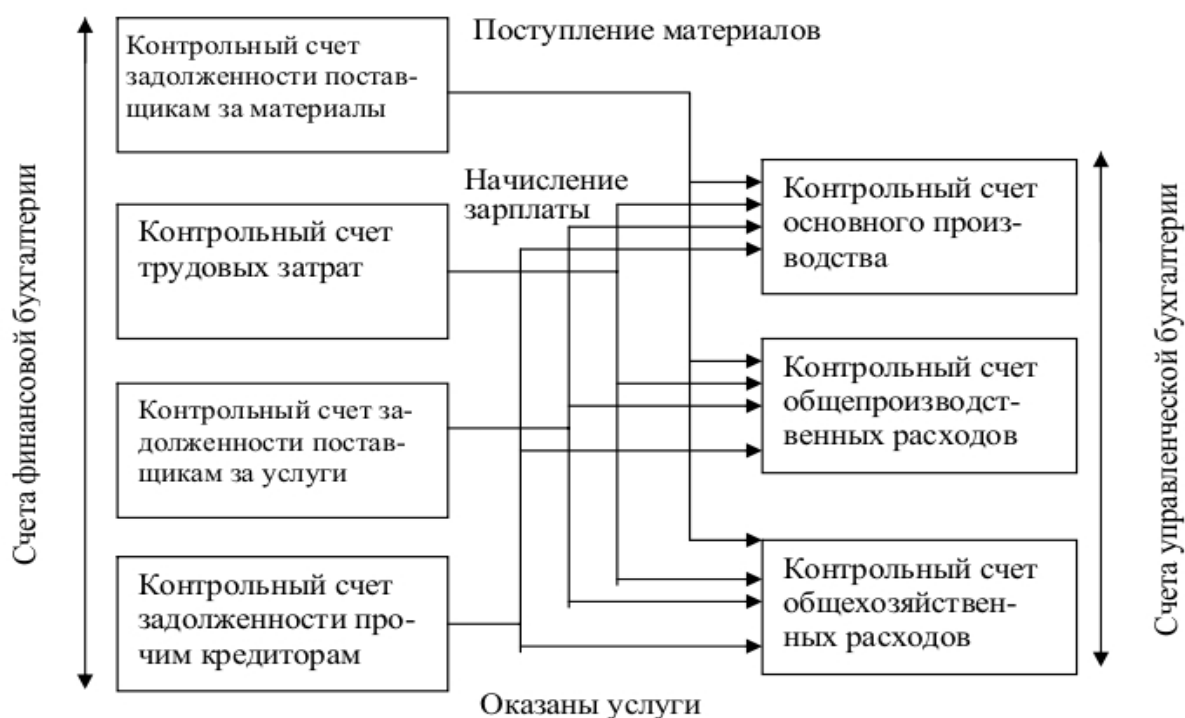 Счета финансовой бухгалтерии
Контрольный счет
задолженности постав-
щикам за материалы
Контрольный счет
трудовых затрат
Контрольный счет за-
долженности постав-
щикам за услуги
Контрольный счет
задолженности про-
чим кредиторам
Поступление материалов
Начисление
зарплаты
Оказаны услуги
Контрольный счет
основного произ-
водства
Контрольный счет
общепроизводст-
венных расходов
Контрольный счет
общехозяйствен-
ных расходов
Счета управленческой бухгалтерии